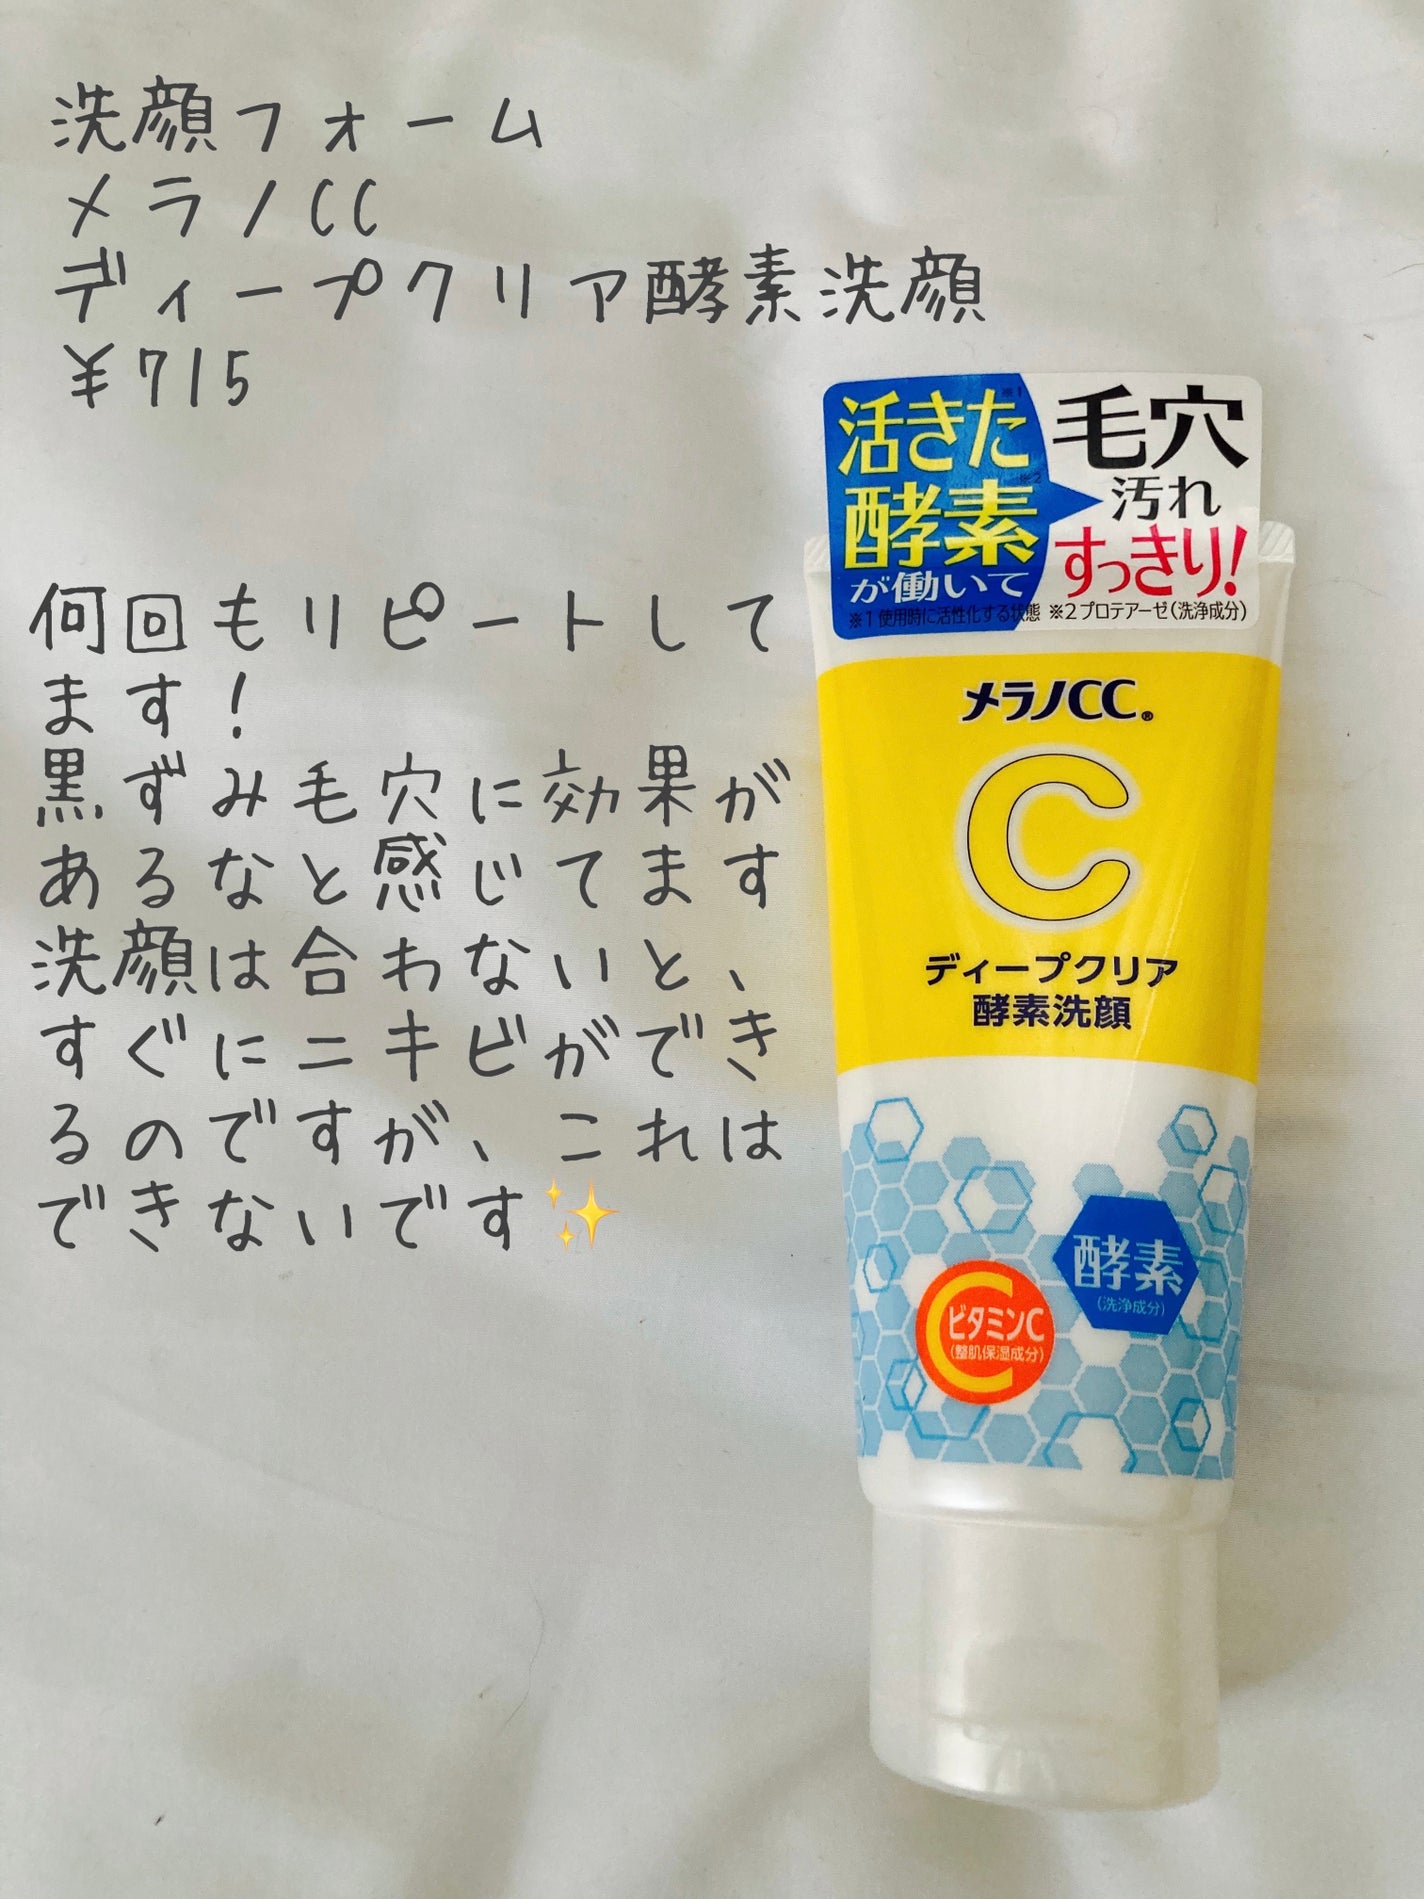 洗顔フォーム
メラノCC
ディープクリア酵素洗顔
¥715
何回もリピートして
ます！
黒ずみ毛穴に効果が
あるなと感じてます
洗顔は合わないと、
すぐにニキビができ
るのですが、これは
できないです✨
活きた※1
酵素※2
が働いて
毛穴
汚れ
すっきり!
※1 使用時に活性化する状態 ※2 プロテアーゼ(洗浄成分)
メラノCC®
C
ディープクリア
酵素洗顔
酵素
(洗浄成分)
C
ビタミンC
(整肌保湿成分)